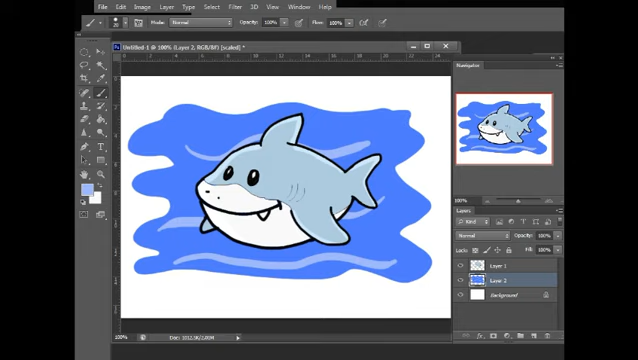 File Edit Image Layer Type Select Filter 3D View Window Help
Mode: Normal Opacity: 100% Flow: 100%
Untitled-1 @ 100% (Layer 2, RGB/8#) [scaled] *
Navigator
100%
Layers
Kind
Normal Opacity: 100%
Lock: Fill: 100%
Layer 1
Layer 2
Background
100% Doc: